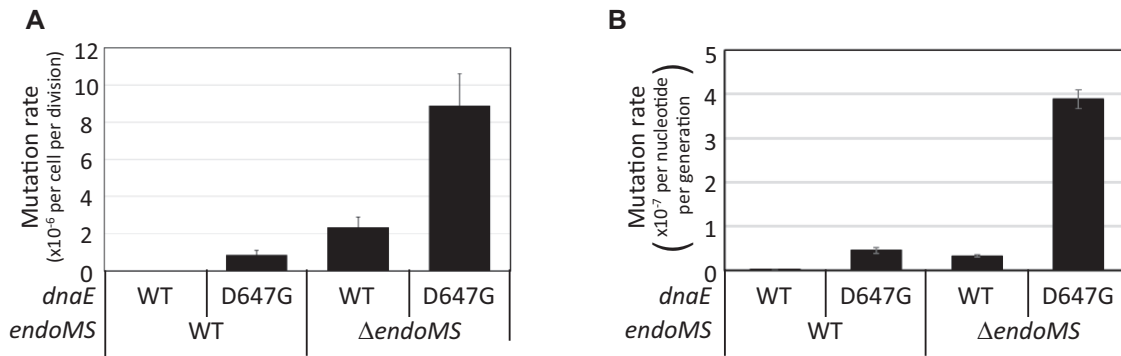 A
B
Mutation rate
(x10⁻⁶ per cell per division)
12
10
8
6
4
2
0
dnaE WT D647G WT D647G
endoMS WT ΔendoMS
Mutation rate
(x10⁻⁷ per nucleotide
per generation)
5
4
3
2
1
0
dnaE WT D647G WT D647G
endoMS WT ΔendoMS